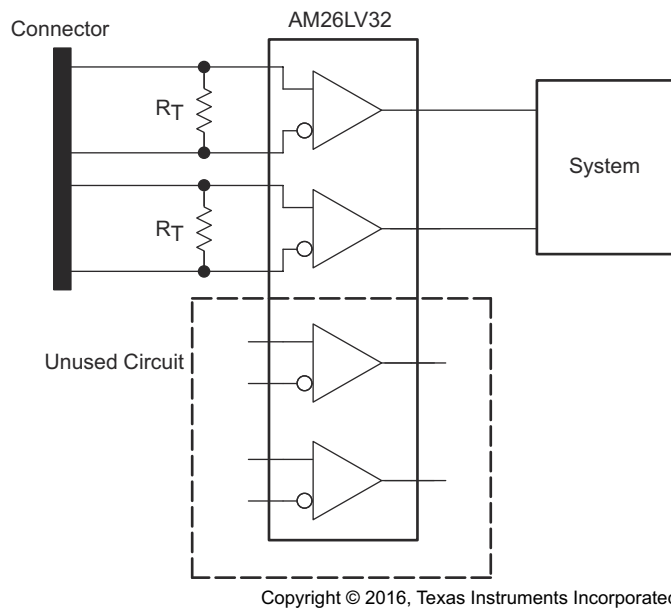 AM26LV32
Connector
RT
System
RT
Unused Circuit
Copyright © 2016, Texas Instruments Incorporated